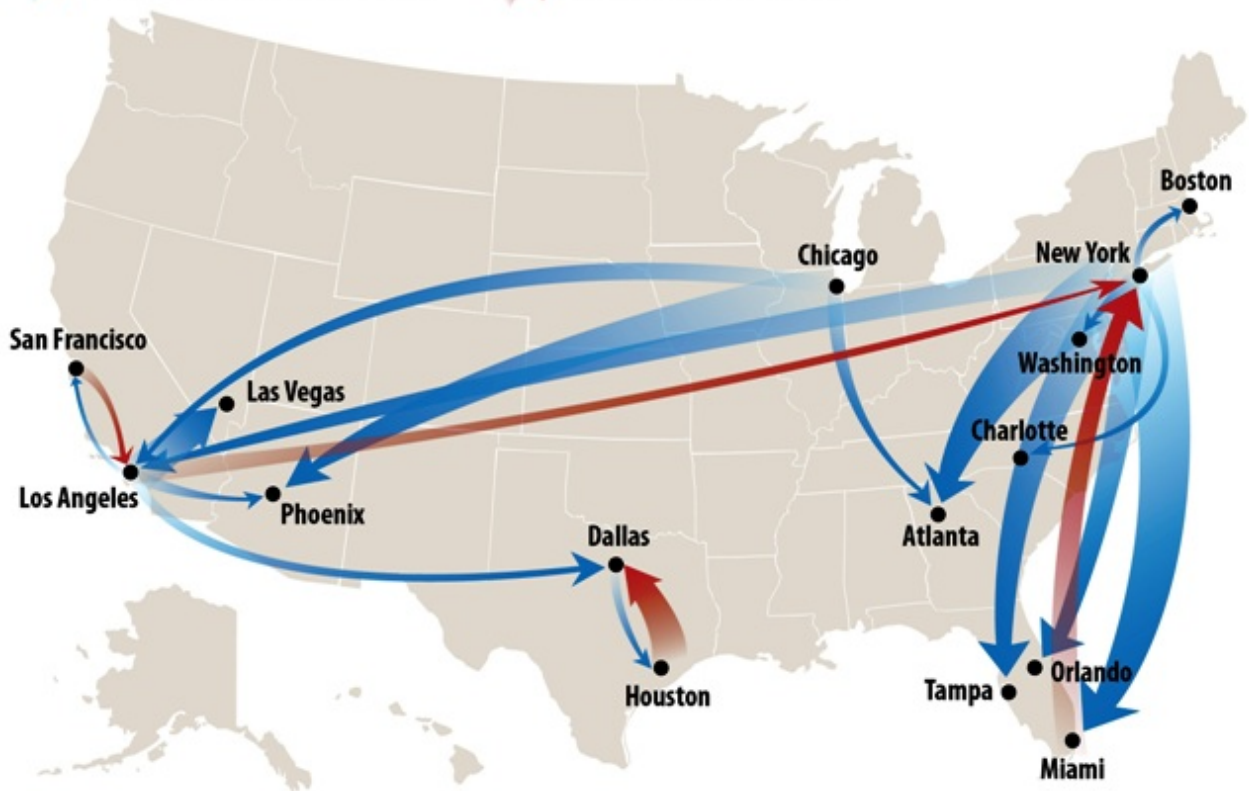 Boston
Chicago
New York
San Francisco
Washington
Las Vegas
Charlotte
Los Angeles
Phoenix
Dallas
Atlanta
Houston
Tampa
Orlando
Miami